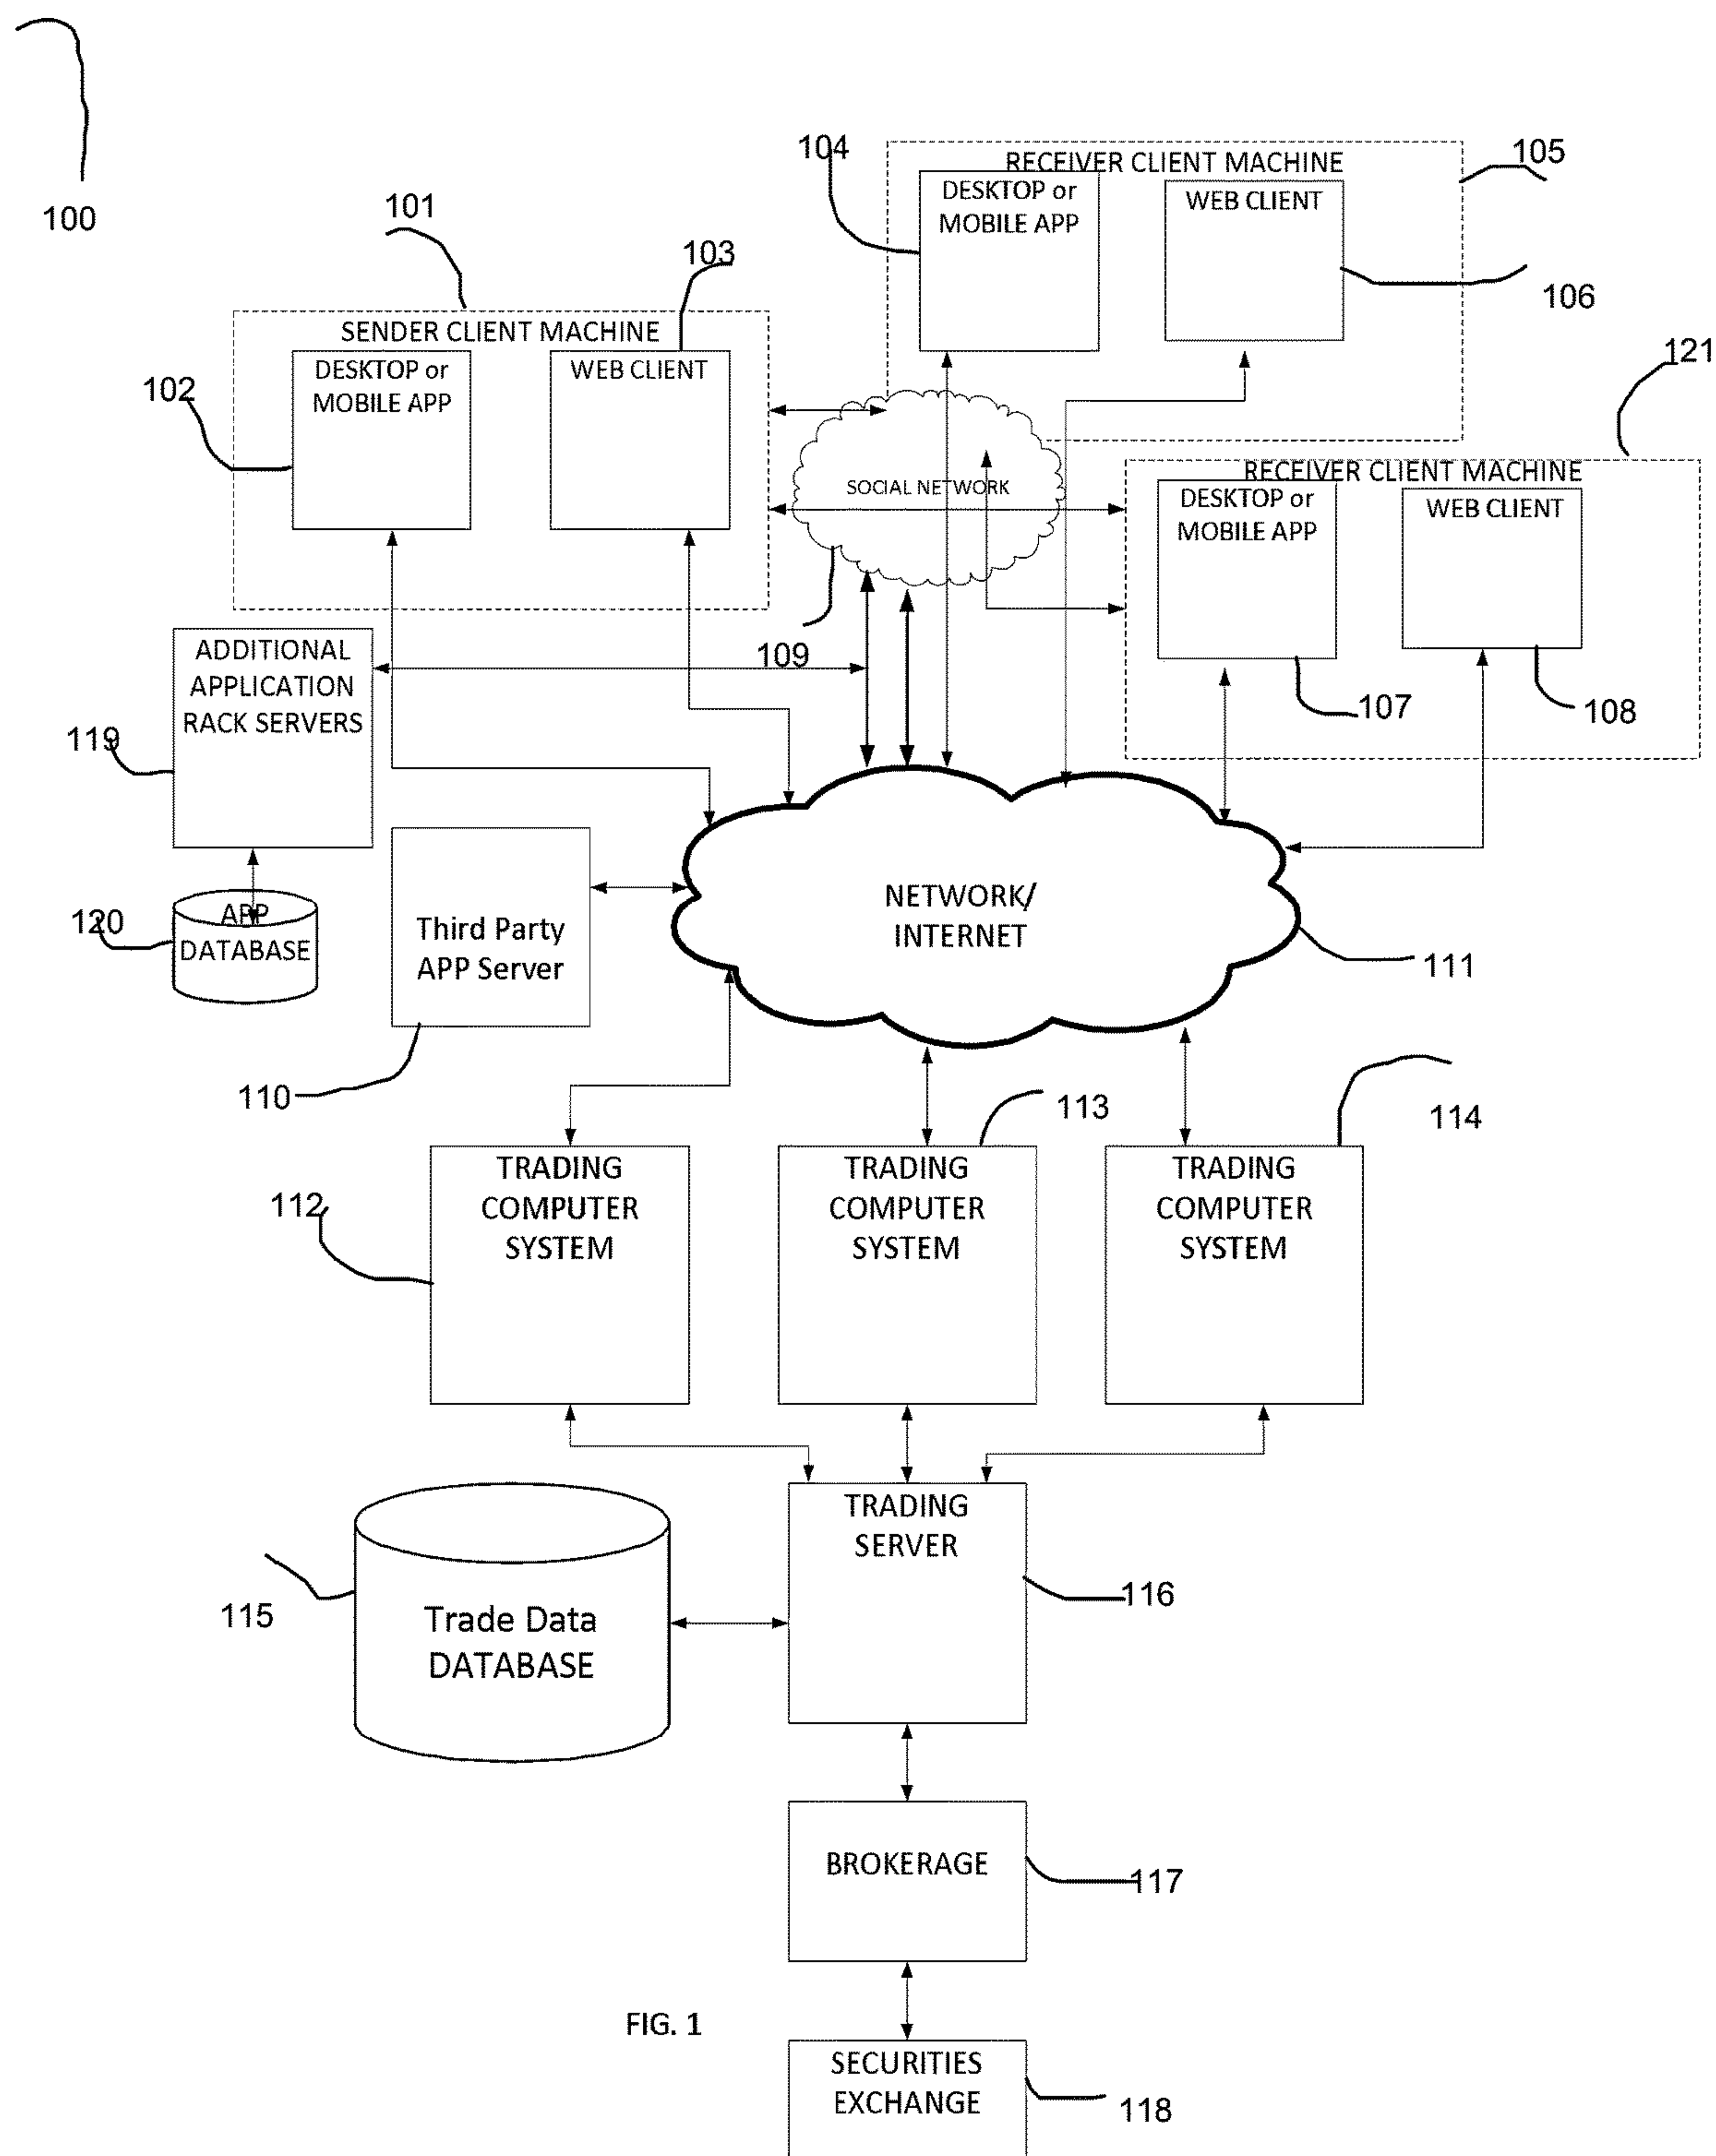 100
101
102
103
SENDER CLIENT MACHINE
DESKTOP or
MOBILE APP
WEB CLIENT
104
105
106
RECEIVER CLIENT MACHINE
DESKTOP or
MOBILE APP
WEB CLIENT
121
RECEIVER CLIENT MACHINE
DESKTOP or
MOBILE APP
WEB CLIENT
107
108
SOCIAL NETWORK
109
ADDITIONAL
APPLICATION
RACK SERVERS
119
APP
DATABASE
120
Third Party
APP Server
110
NETWORK/
INTERNET
111
112
TRADING
COMPUTER
SYSTEM
113
TRADING
COMPUTER
SYSTEM
114
TRADING
COMPUTER
SYSTEM
115
Trade Data
DATABASE
TRADING
SERVER
116
BROKERAGE
117
FIG. 1
SECURITIES
EXCHANGE
118